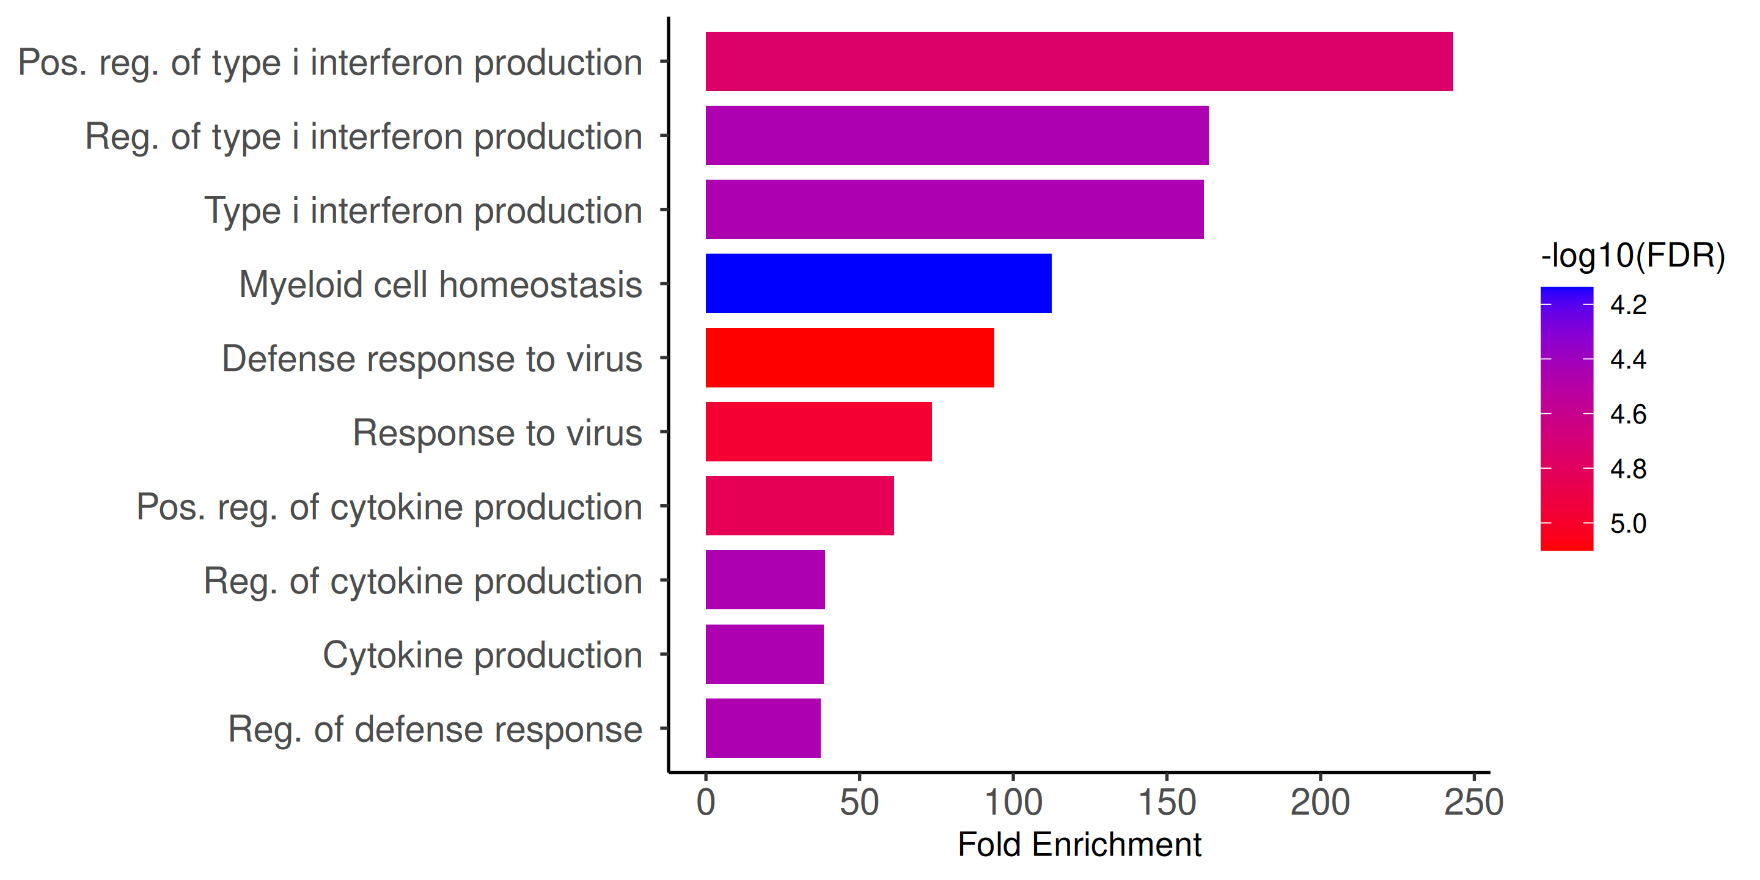 Pos. reg. of type i interferon production
Reg. of type i interferon production
Type i interferon production
Myeloid cell homeostasis
Defense response to virus
Response to virus
Pos. reg. of cytokine production
Reg. of cytokine production
Cytokine production
Reg. of defense response
0 50 100 150 200 250
Fold Enrichment
-log10(FDR)
4.2
4.4
4.6
4.8
5.0